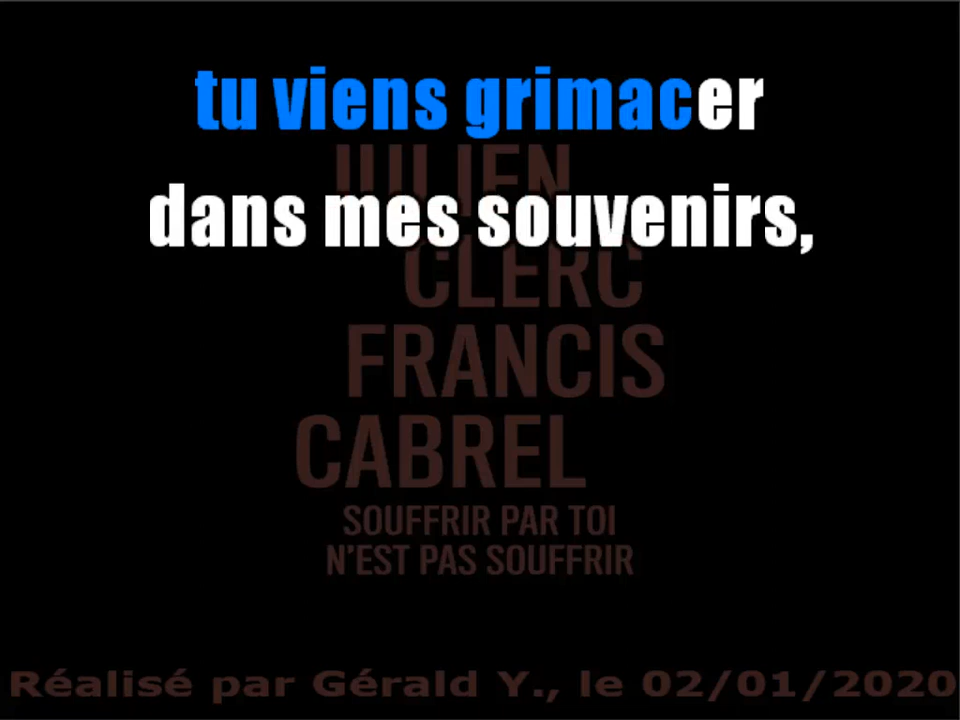 tu viens grimacer
JULIEN
dans mes souvenirs,
CLERC
FRANCIS
CABREL
SOUFFRIR PAR TOI
N'EST PAS SOUFFRIR
Réalisé par Gérald Y., le 02/01/2020